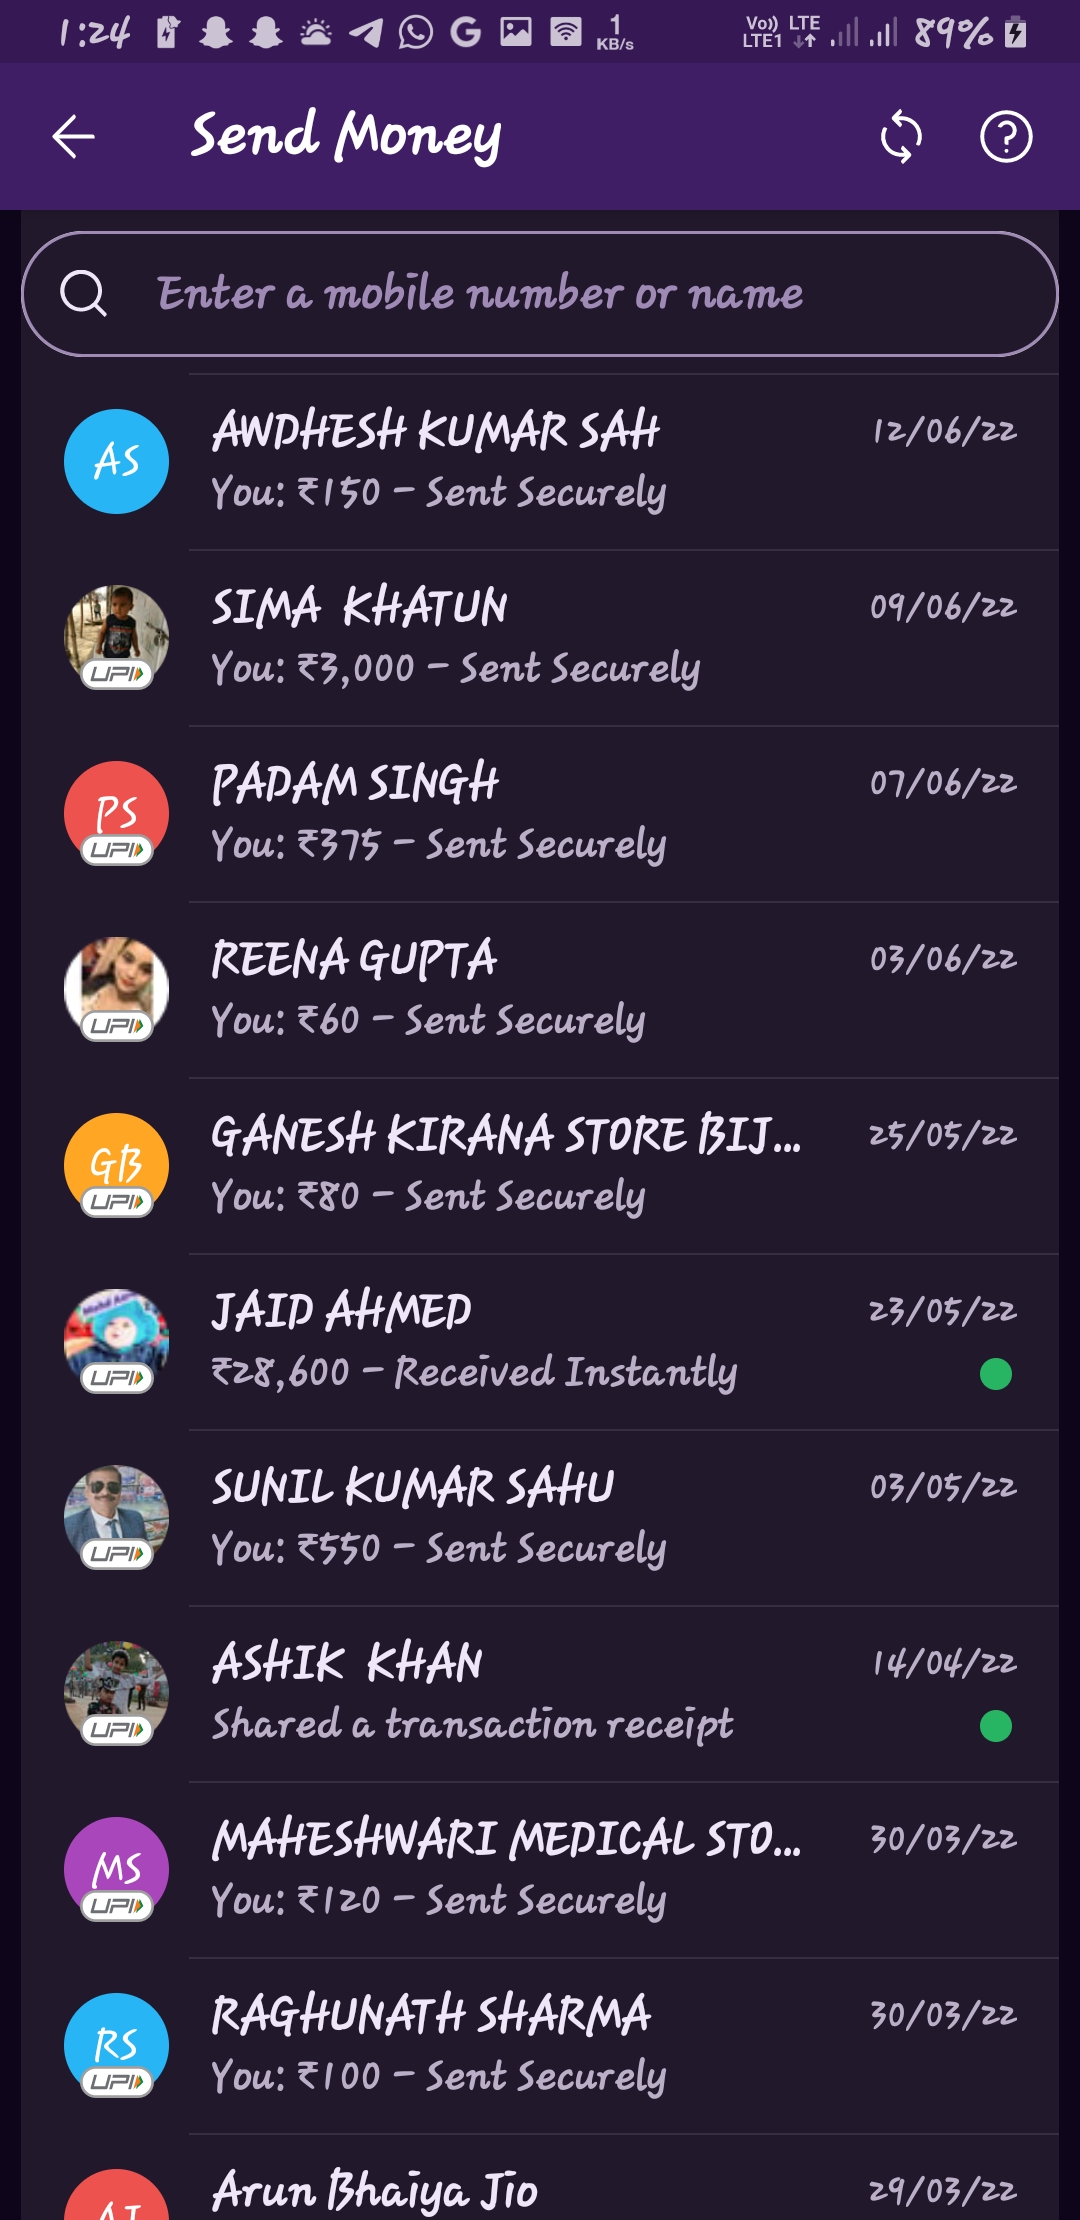 1:24 1 KB/s Vo)) LTE1 LTE 89%
Send Money
Enter a mobile number or name
AS AWDHESH KUMAR SAH 12/06/22
You: ₹150 - Sent Securely
SIMA KHATUN 09/06/22
UPI You: ₹3,000 - Sent Securely
PS PADAM SINGH 07/06/22
UPI You: ₹375 - Sent Securely
REENA GUPTA 03/06/22
UPI You: ₹60 - Sent Securely
GB GANESH KIRANA STORE BIJ... 25/05/22
UPI You: ₹80 - Sent Securely
JAID AHMED 23/05/22
UPI ₹28,600 - Received Instantly
SUNIL KUMAR SAHU 03/05/22
UPI You: ₹550 - Sent Securely
ASHIK KHAN 14/04/22
UPI Shared a transaction receipt
MS MAHESHWARI MEDICAL STO... 30/03/22
UPI You: ₹120 - Sent Securely
RS RAGHUNATH SHARMA 30/03/22
UPI You: ₹100 - Sent Securely
Arun Bhaiya Jio 29/03/22